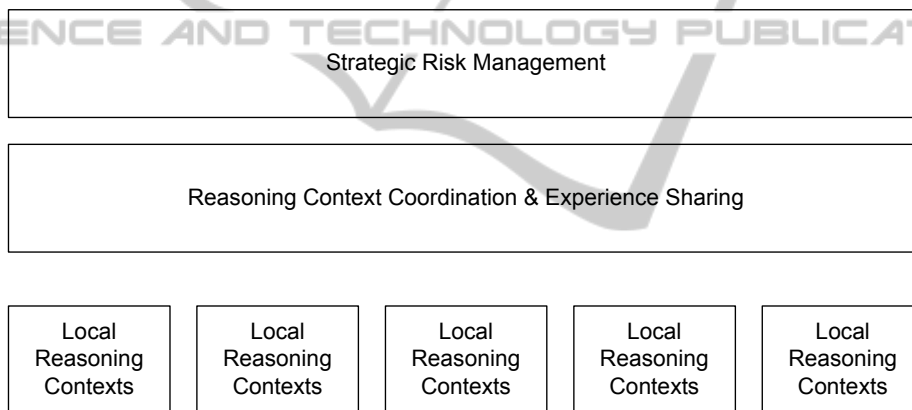 ENCE AND TECHNOLOGY PUBLICAT
Strategic Risk Management
Reasoning Context Coordination & Experience Sharing
Local
Reasoning
Contexts
Local
Reasoning
Contexts
Local
Reasoning
Contexts
Local
Reasoning
Contexts
Local
Reasoning
Contexts